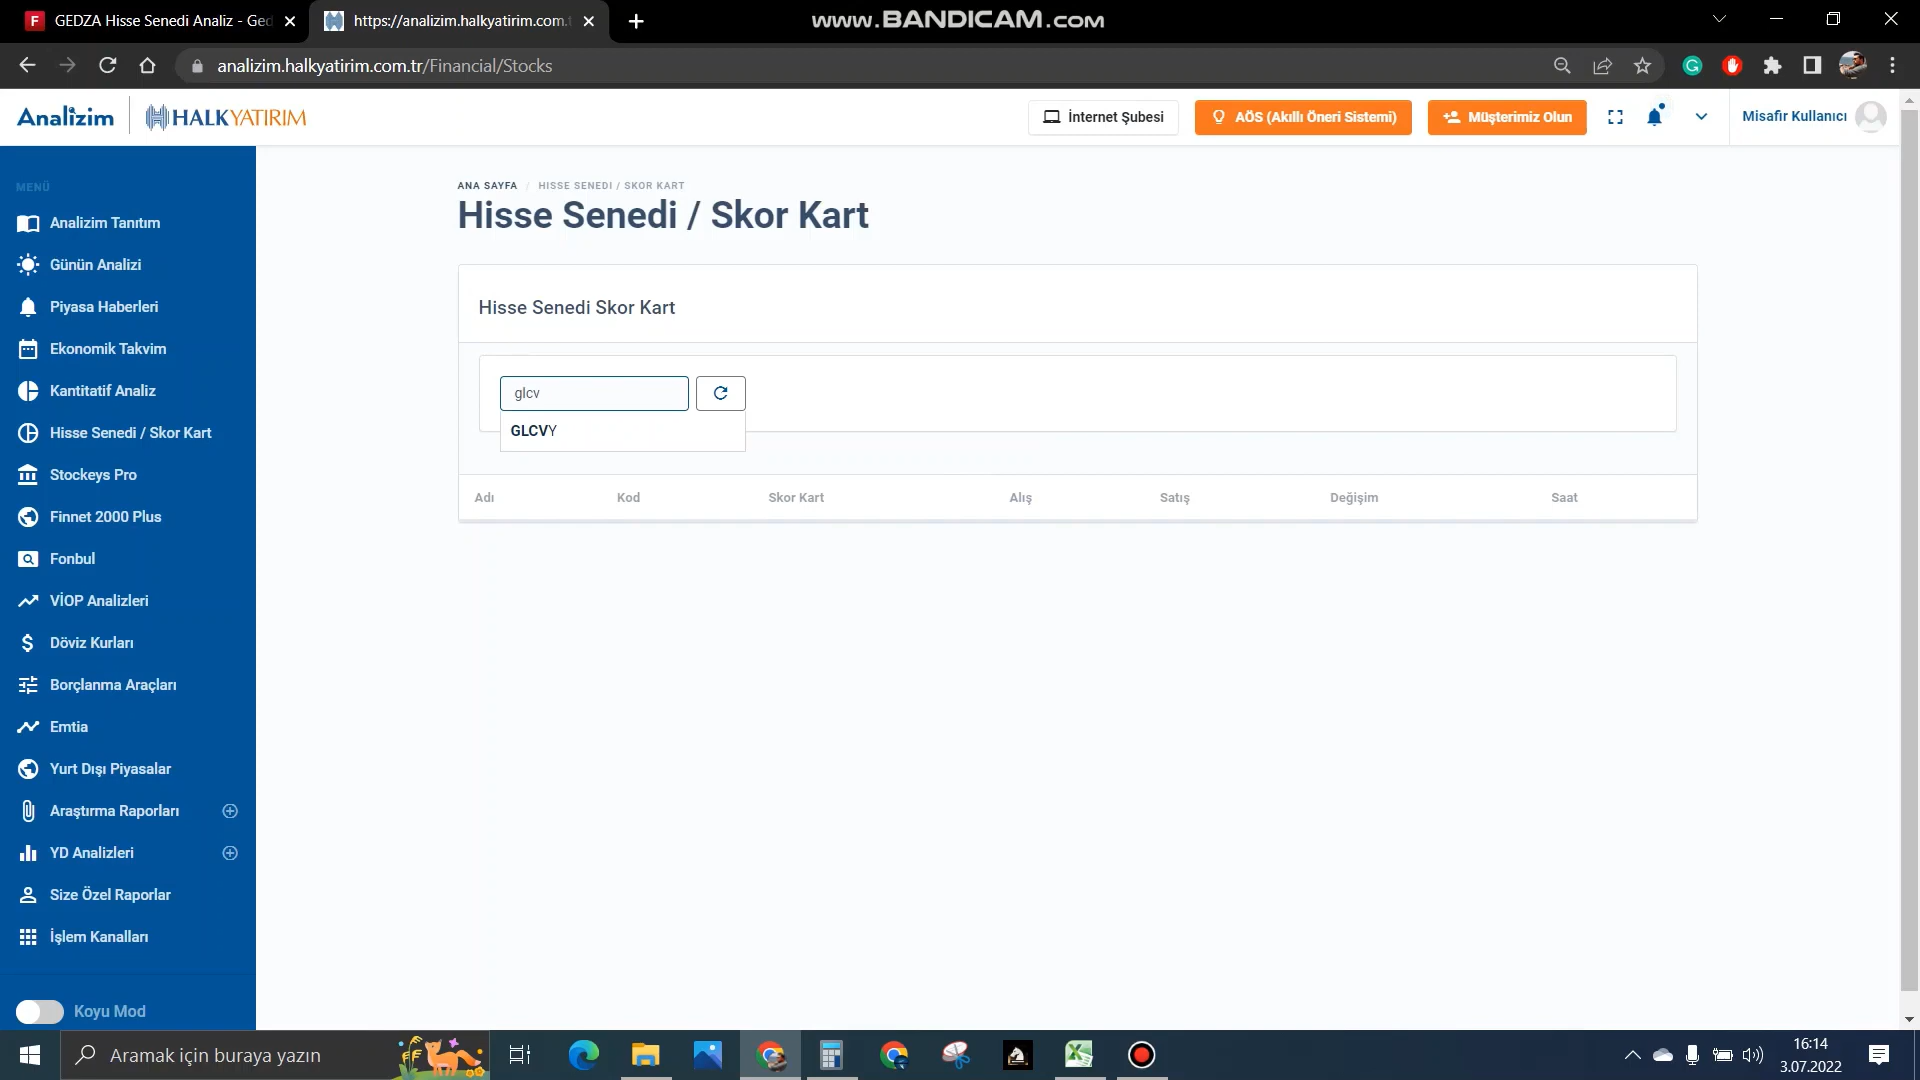 GEDZA Hisse Senedi Analiz - Ged
https://analizim.halkyatirim.com.t
www.BANDICAM.com
analizim.halkyatirim.com.tr/Financial/Stocks
Analizim
HALKYATIRIM
İnternet Şubesi
AÖS (Akıllı Öneri Sistemi)
Müşterimiz Olun
Misafir Kullanıcı
MENÜ
Analizim Tanıtım
Günün Analizi
Piyasa Haberleri
Ekonomik Takvim
Kantitatif Analiz
Hisse Senedi / Skor Kart
Stockeys Pro
Finnet 2000 Plus
Fonbul
VİOP Analizleri
Döviz Kurları
Borçlanma Araçları
Emtia
Yurt Dışı Piyasalar
Araştırma Raporları
YD Analizleri
Size Özel Raporlar
İşlem Kanalları
Koyu Mod
ANA SAYFA / HISSE SENEDI / SKOR KART
Hisse Senedi / Skor Kart
Hisse Senedi Skor Kart
glcv
GLCVY
Adı Kod Skor Kart Alış Satış Değişim Saat
Aramak için buraya yazın
16:14
3.07.2022